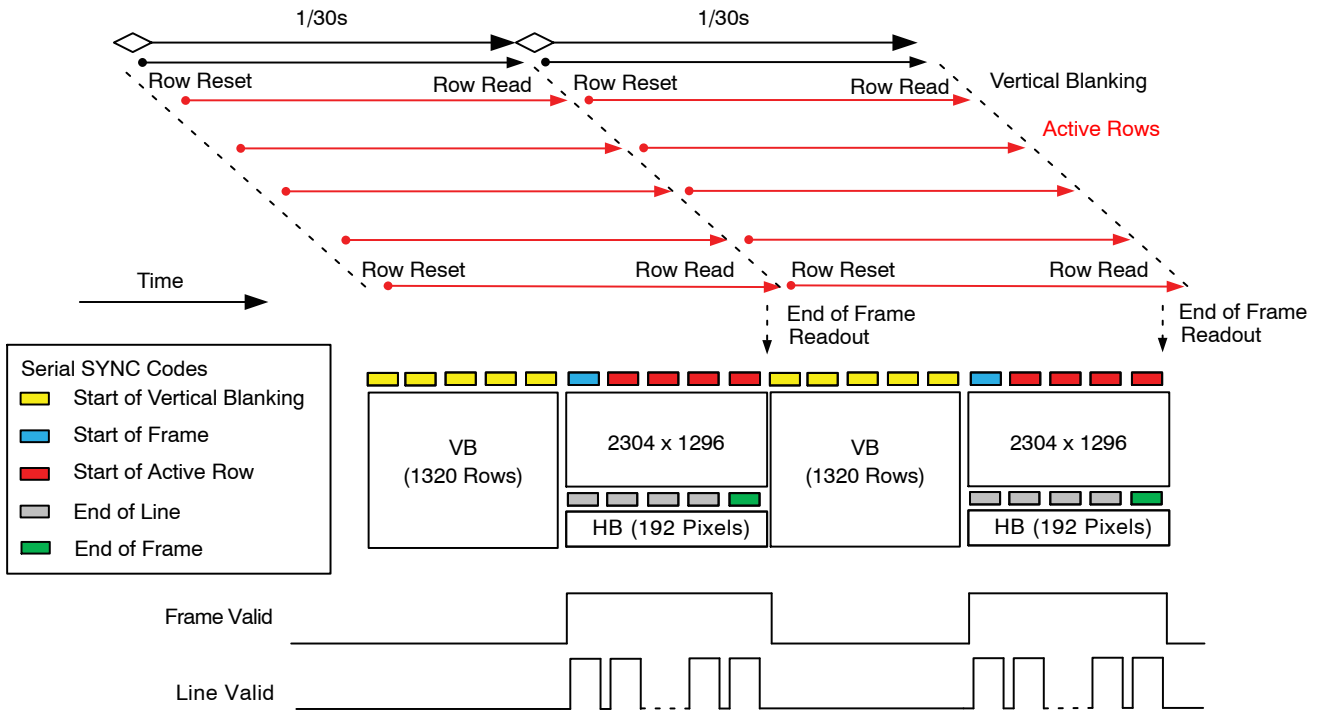 1/30s
1/30s
Row Reset
Row Read
Row Reset
Row Read
Vertical Blanking
Active Rows
Row Reset
Row Read
Row Reset
Row Read
Time
End of Frame
Readout
End of Frame
Readout
Serial SYNC Codes
Start of Vertical Blanking
Start of Frame
Start of Active Row
End of Line
End of Frame
VB
(1320 Rows)
2304 x 1296
HB (192 Pixels)
VB
(1320 Rows)
2304 x 1296
HB (192 Pixels)
Frame Valid
Line Valid